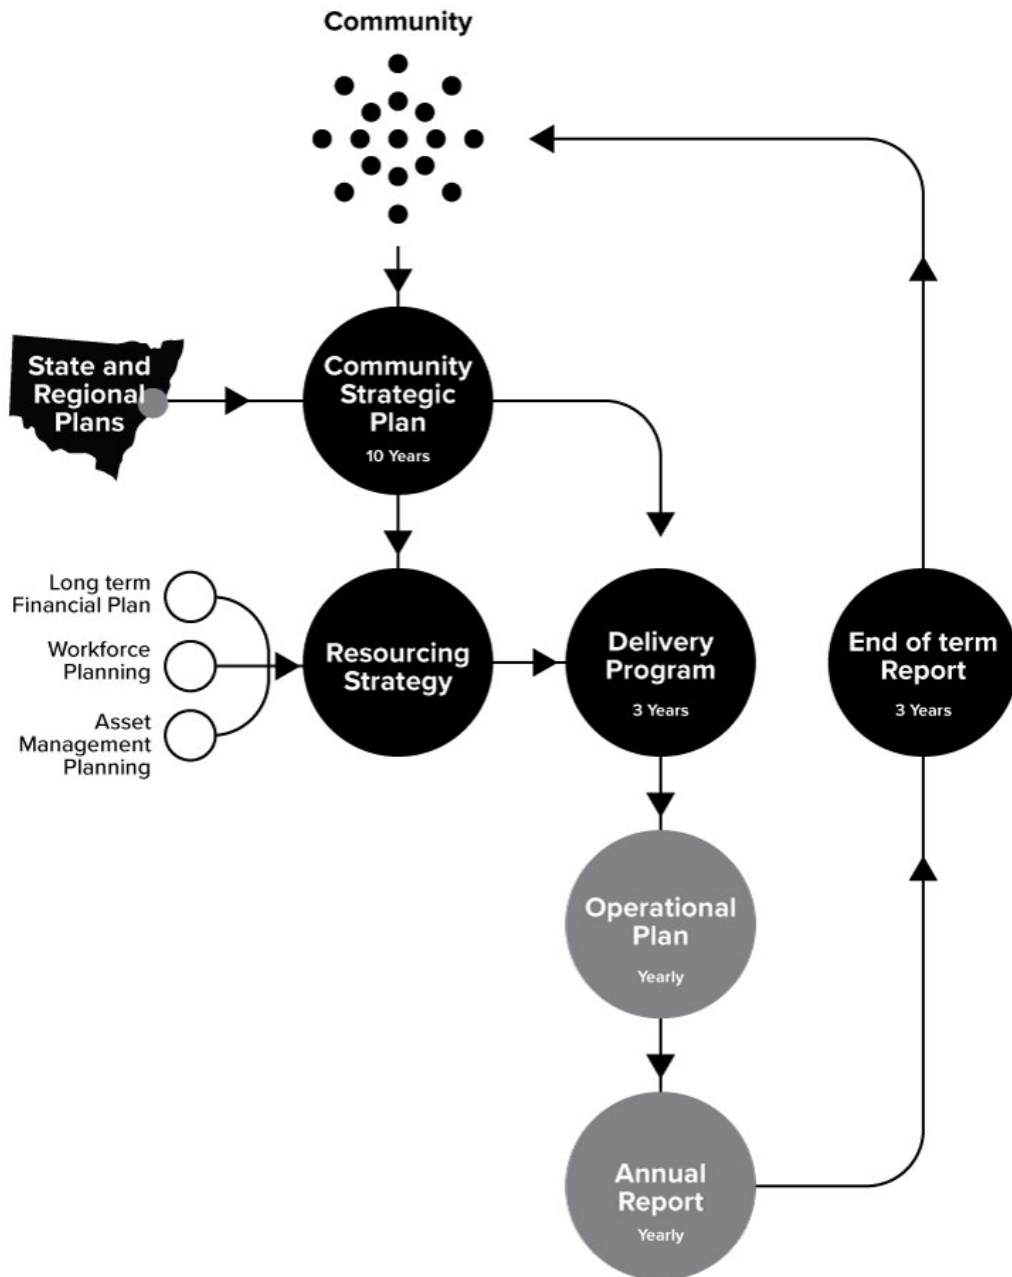 Community
State and
Regional
Plans
Community
Strategic
Plan
10 Years
Long term
Financial Plan
Workforce
Planning
Asset
Management
Planning
Resourcing
Strategy
Delivery
Program
3 Years
End of term
Report
3 Years
Operational
Plan
Yearly
Annual
Report
Yearly